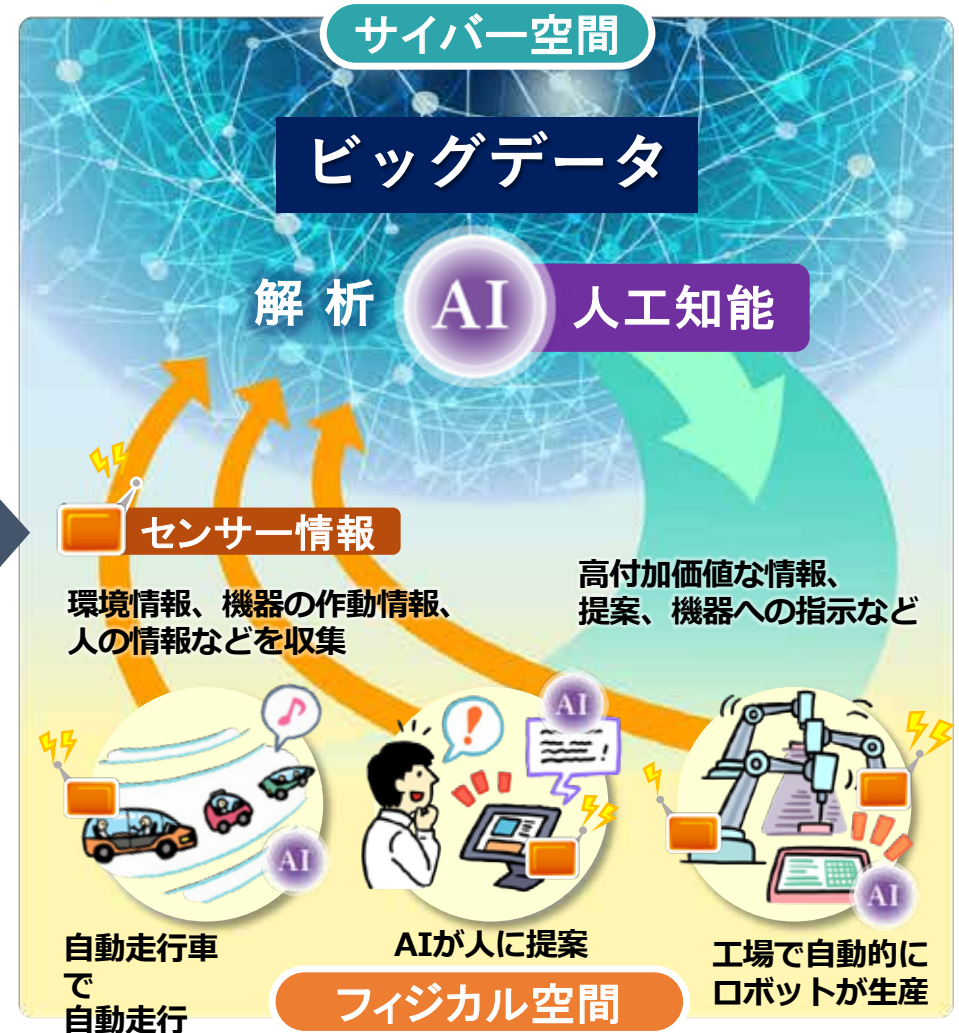 サイバー空間
ビッグデータ
解 析
AI
人工知能
センサー情報
環境情報、機器の作動情報、
人の情報などを収集
高付加価値な情報、
提案、機器への指示など
AI
AI
AI
自動走行車
で
自動走行
AIが人に提案
工場で自動的に
ロボットが生産
フィジカル空間